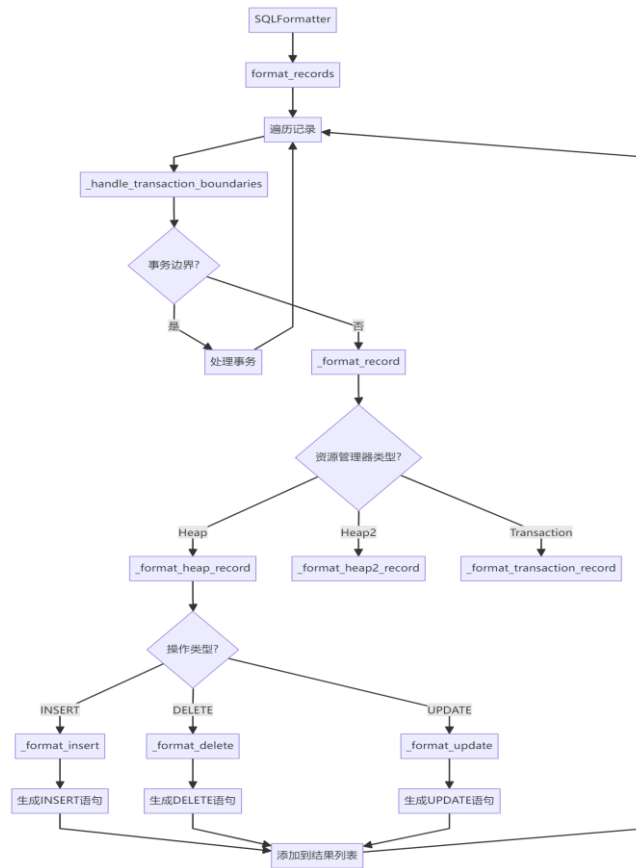 SQLFormatter
format_records
遍历记录
_handle_transaction_boundaries
事务边界?
是
否
处理事务
_format_record
资源管理器类型?
Heap
Heap2
Transaction
_format_heap_record
_format_heap2_record
_format_transaction_record
操作类型?
INSERT
DELETE
UPDATE
_format_insert
_format_delete
_format_update
生成INSERT语句
生成DELETE语句
生成UPDATE语句
添加到结果列表